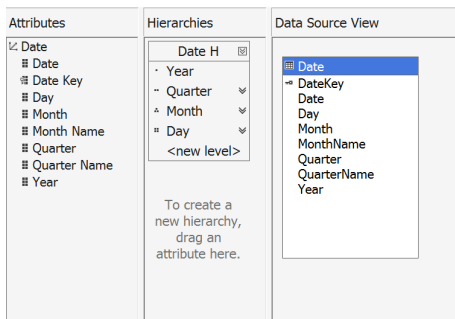 Attributes
Date
Date
Date Key
Day
Month
Month Name
Quarter
Quarter Name
Year
Hierarchies
Date H
Year
Quarter
Month
Day
<new level>
To create a
new hierarchy,
drag an
attribute here.
Data Source View
Date
DateKey
Date
Day
Month
MonthName
Quarter
QuarterName
Year